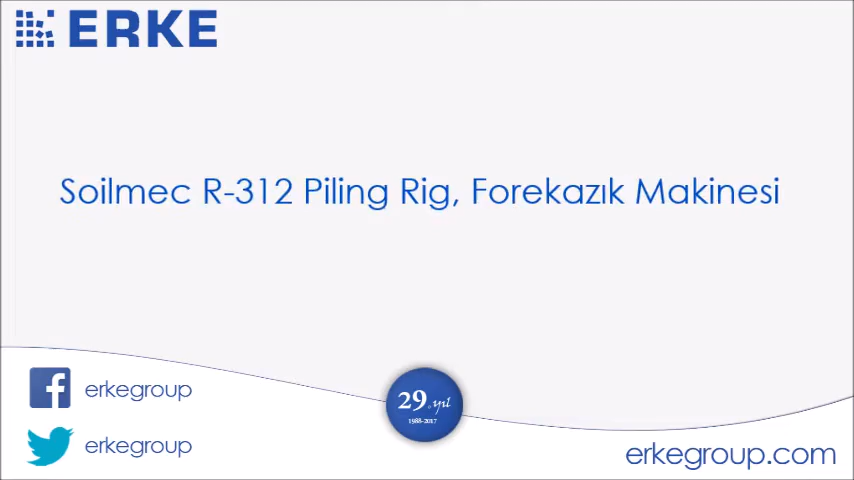 ERKE
Soilmec R-312 Piling Rig, Forekazık Makinesi
erkegroup
29.yıl
1988-2017
erkegroup
erkegroup.com